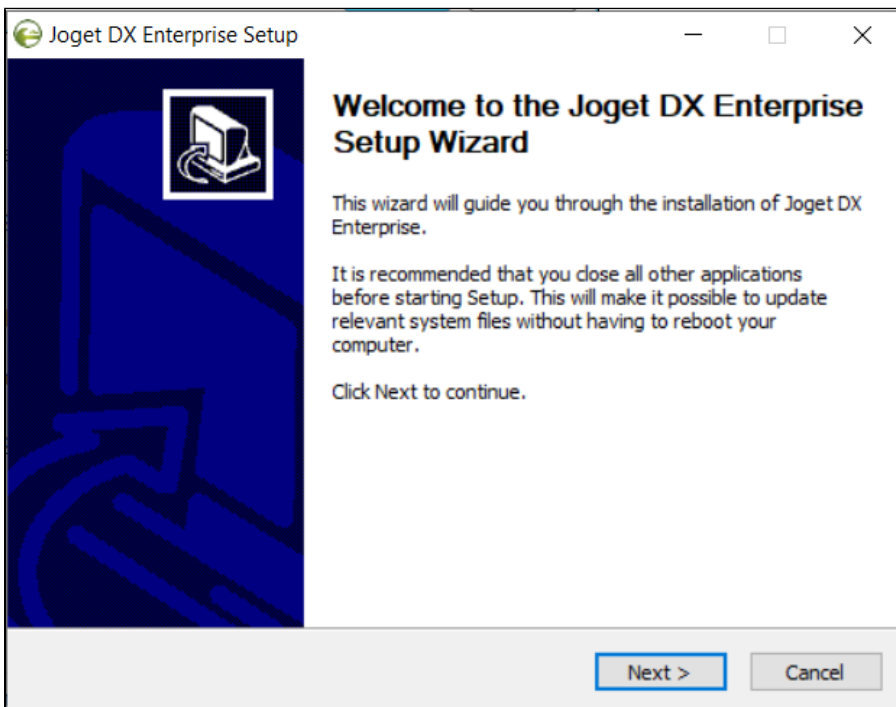 Joget DX Enterprise Setup
Welcome to the Joget DX Enterprise
Setup Wizard
This wizard will guide you through the installation of Joget DX
Enterprise.
It is recommended that you close all other applications
before starting Setup. This will make it possible to update
relevant system files without having to reboot your
computer.
Click Next to continue.
Next >
Cancel